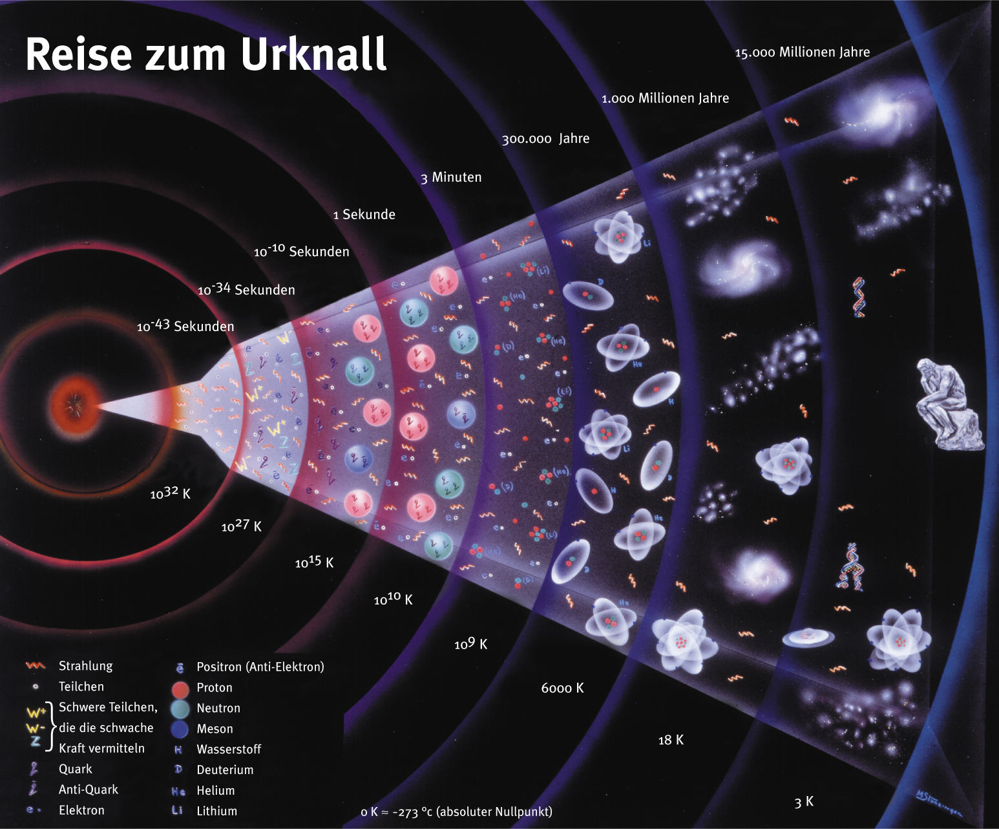 Reise zum Urknall
15.000 Millionen Jahre
1.000 Millionen Jahre
300.000 Jahre
3 Minuten
1 Sekunde
10⁻¹⁰ Sekunden
10⁻³⁴ Sekunden
10⁻⁴³ Sekunden
10³² K
10²⁷ K
10¹⁵ K
10¹⁰ K
10⁹ K
6000 K
18 K
3 K
Strahlung
Teilchen
W+ Schwere Teilchen,
W- die die schwache
Z Kraft vermitteln
q Quark
q̄ Anti-Quark
e- Elektron
ē Positron (Anti-Elektron)
Proton
Neutron
Meson
H Wasserstoff
D Deuterium
He Helium
Li Lithium
0 K ≈ -273 °c (absoluter Nullpunkt)